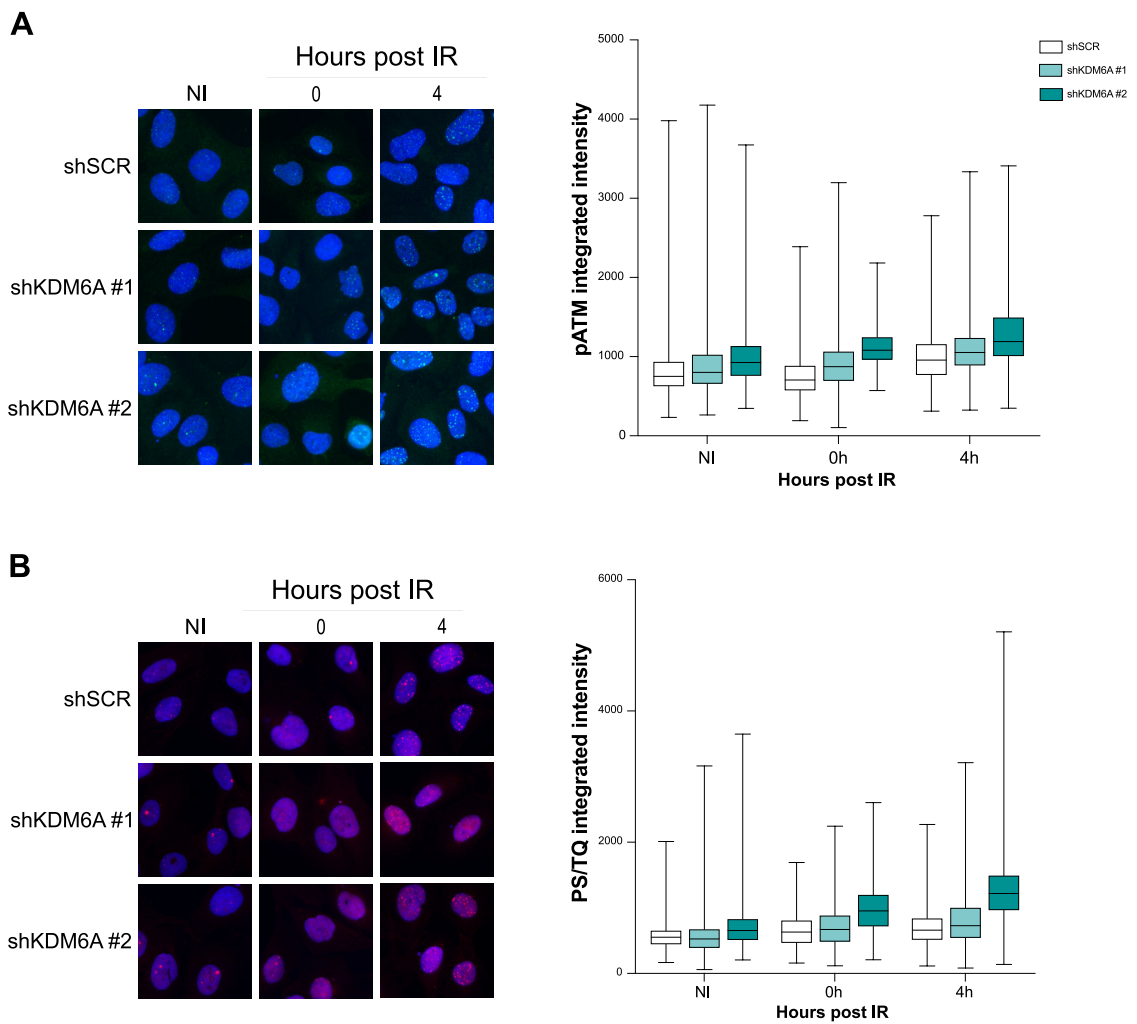 A
Hours post IR
NI
0
4
shSCR
shKDM6A #1
shKDM6A #2
pATM integrated intensity
5000
4000
3000
2000
1000
0
NI
0h
4h
Hours post IR
shSCR
shKDM6A #1
shKDM6A #2
B
Hours post IR
NI
0
4
shSCR
shKDM6A #1
shKDM6A #2
PS/TQ integrated intensity
6000
4000
2000
0
NI
0h
4h
Hours post IR